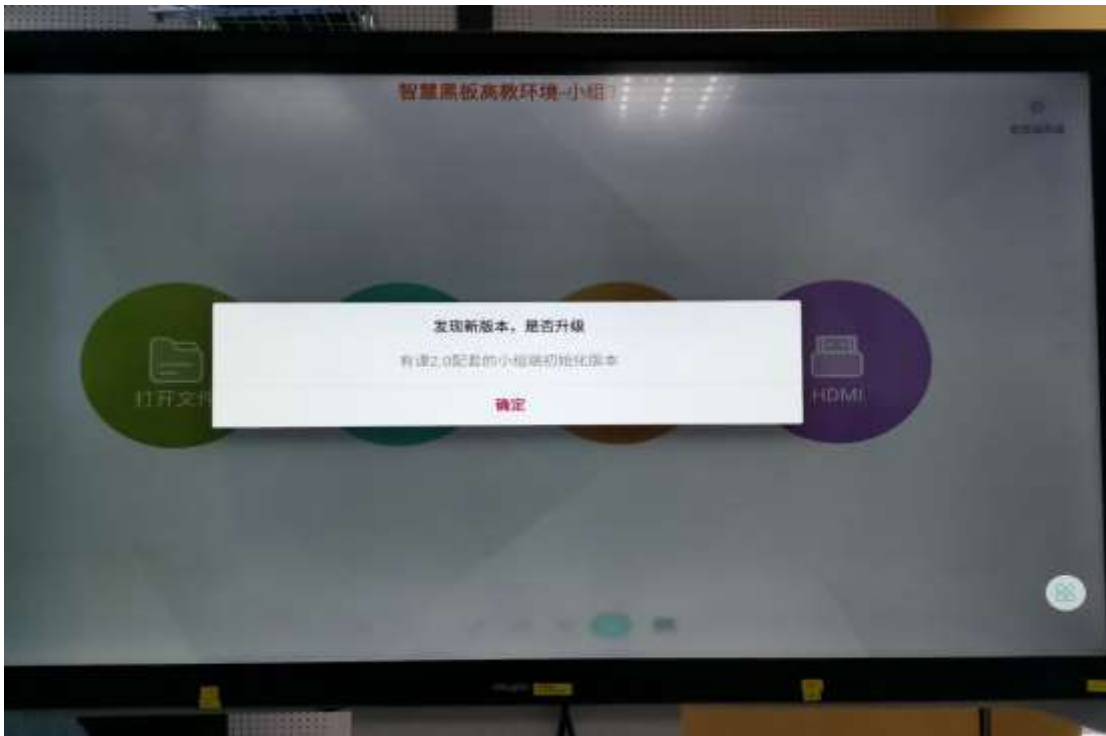 智慧黑板高教环境-小组
发现新版本，是否升级
有课2.0配套的小组端初始化版本
确定
打开文件
HDMI